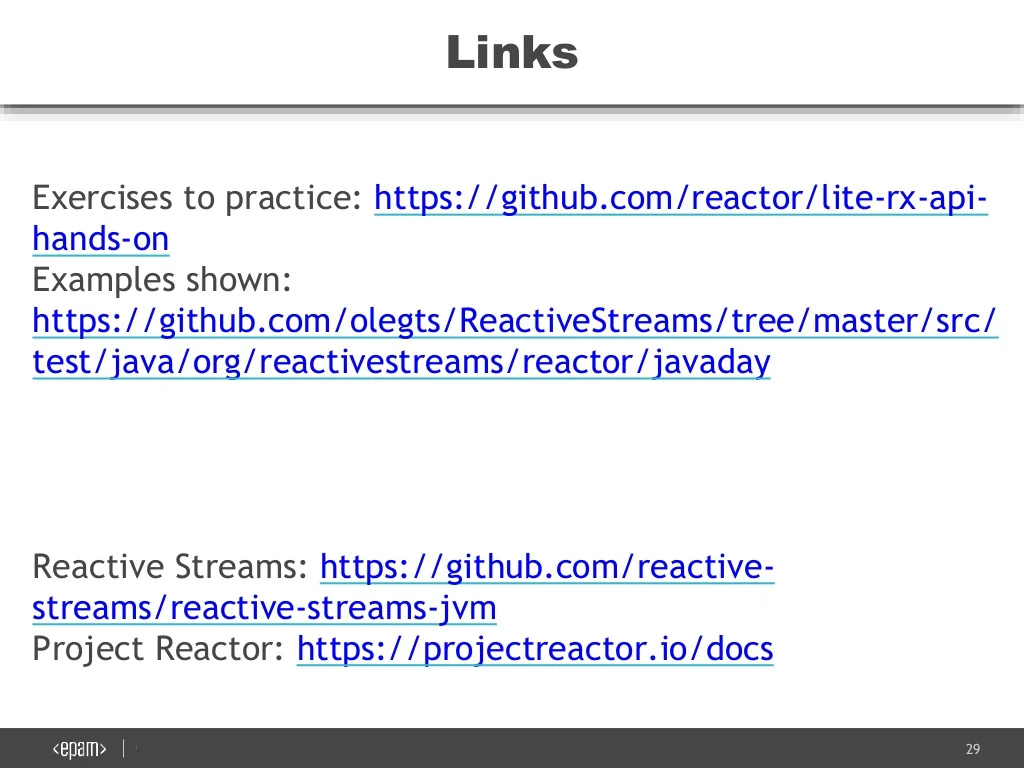 Links
Exercises to practice: https://github.com/reactor/lite-rx-api-
hands-on
Examples shown:
https://github.com/olegts/ReactiveStreams/tree/master/src/
test/java/org/reactivestreams/reactor/javaday
Reactive Streams: https://github.com/reactive-
streams/reactive-streams-jvm
Project Reactor: https://projectreactor.io/docs
<epam> |
29